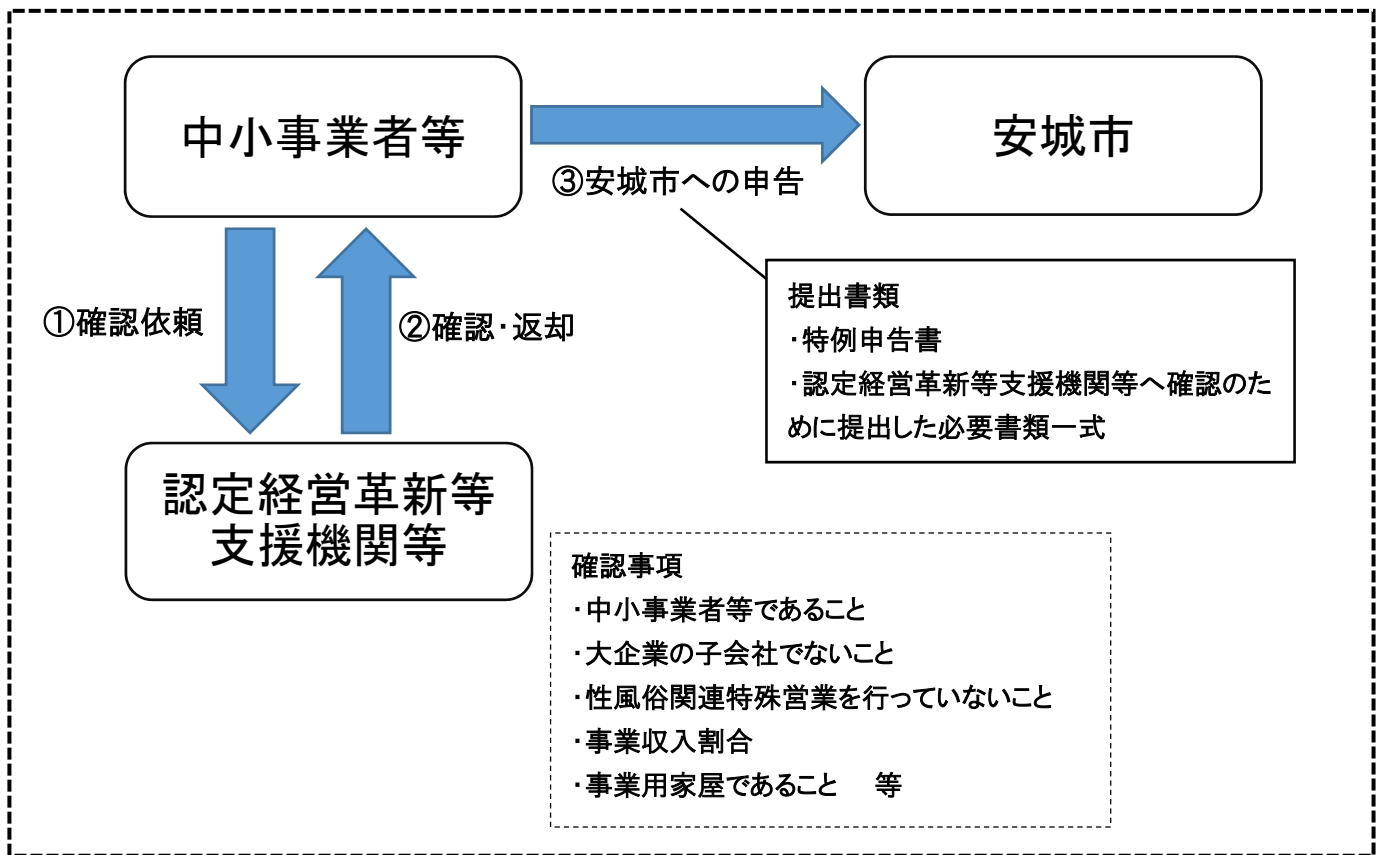 中小事業者等
安城市
③安城市への申告
①確認依頼
②確認・返却
提出書類
・特例申告書
・認定経営革新等支援機関等へ確認のた
めに提出した必要書類一式
認定経営革新等
支援機関等
確認事項
・中小事業者等であること
・大企業の子会社でないこと
・性風俗関連特殊営業を行っていないこと
・事業収入割合
・事業用家屋であること　等